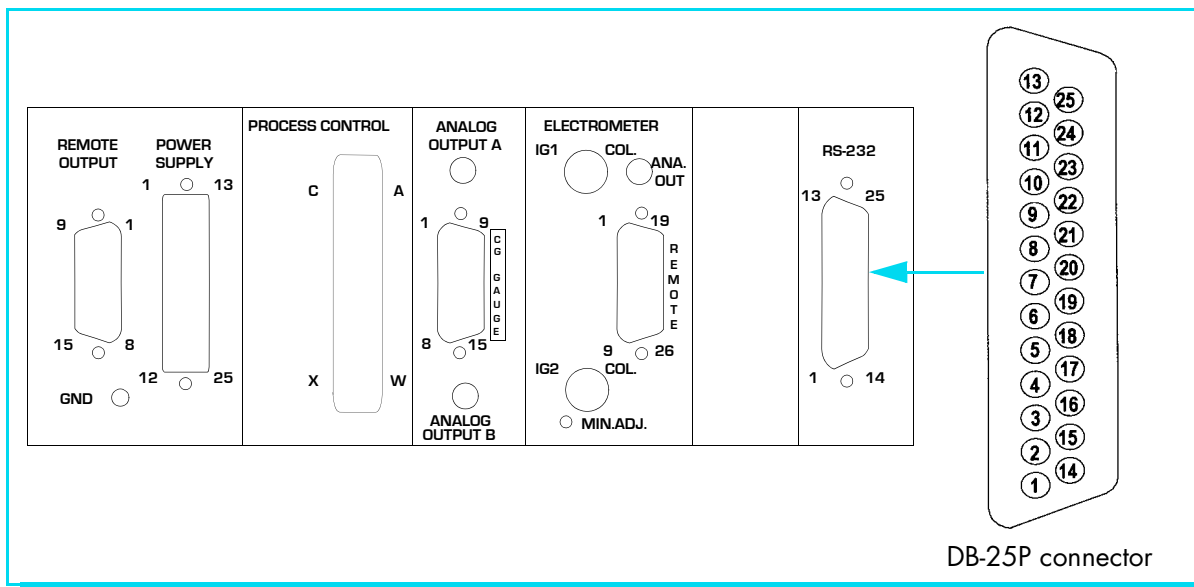 REMOTE
OUTPUT
9
1
15
8
GND
POWER
SUPPLY
1
13
12
25
PROCESS CONTROL
C
A
X
W
ANALOG
OUTPUT A
1
9
CG GAUGE
8
15
ANALOG
OUTPUT B
ELECTROMETER
IG1
COL.
ANA.
OUT
1
19
REMOTE
9
26
IG2
COL.
MIN.ADJ.
RS-232
13
25
1
14
13
25
12
24
11
23
10
22
9
21
8
20
7
19
6
18
5
17
4
16
3
15
2
14
1
DB-25P connector